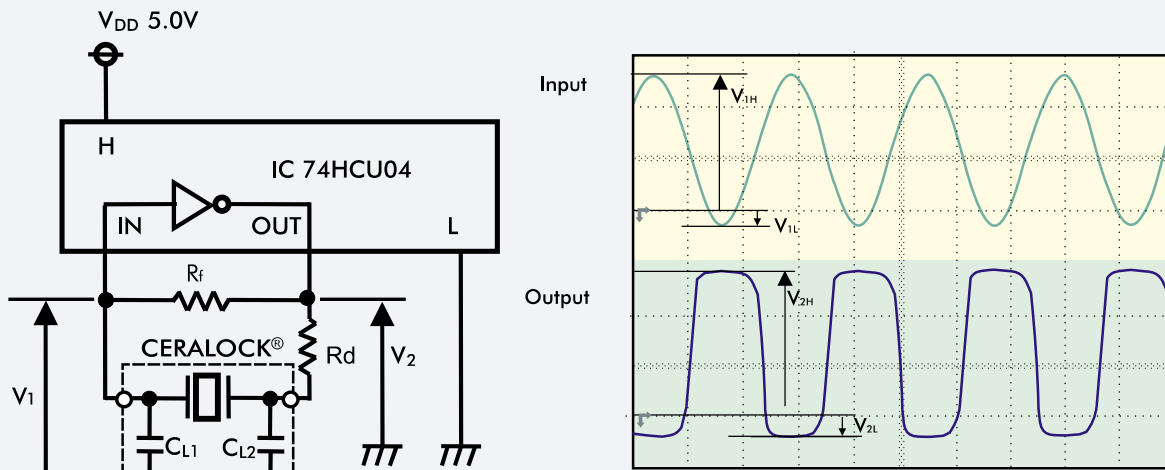 VDD 5.0V
H
IC 74HCU04
IN
OUT
L
Rf
CERALOCK®
Rd
V1
V2
CL1
CL2
Input
V1H
V1L
Output
V2H
V2L